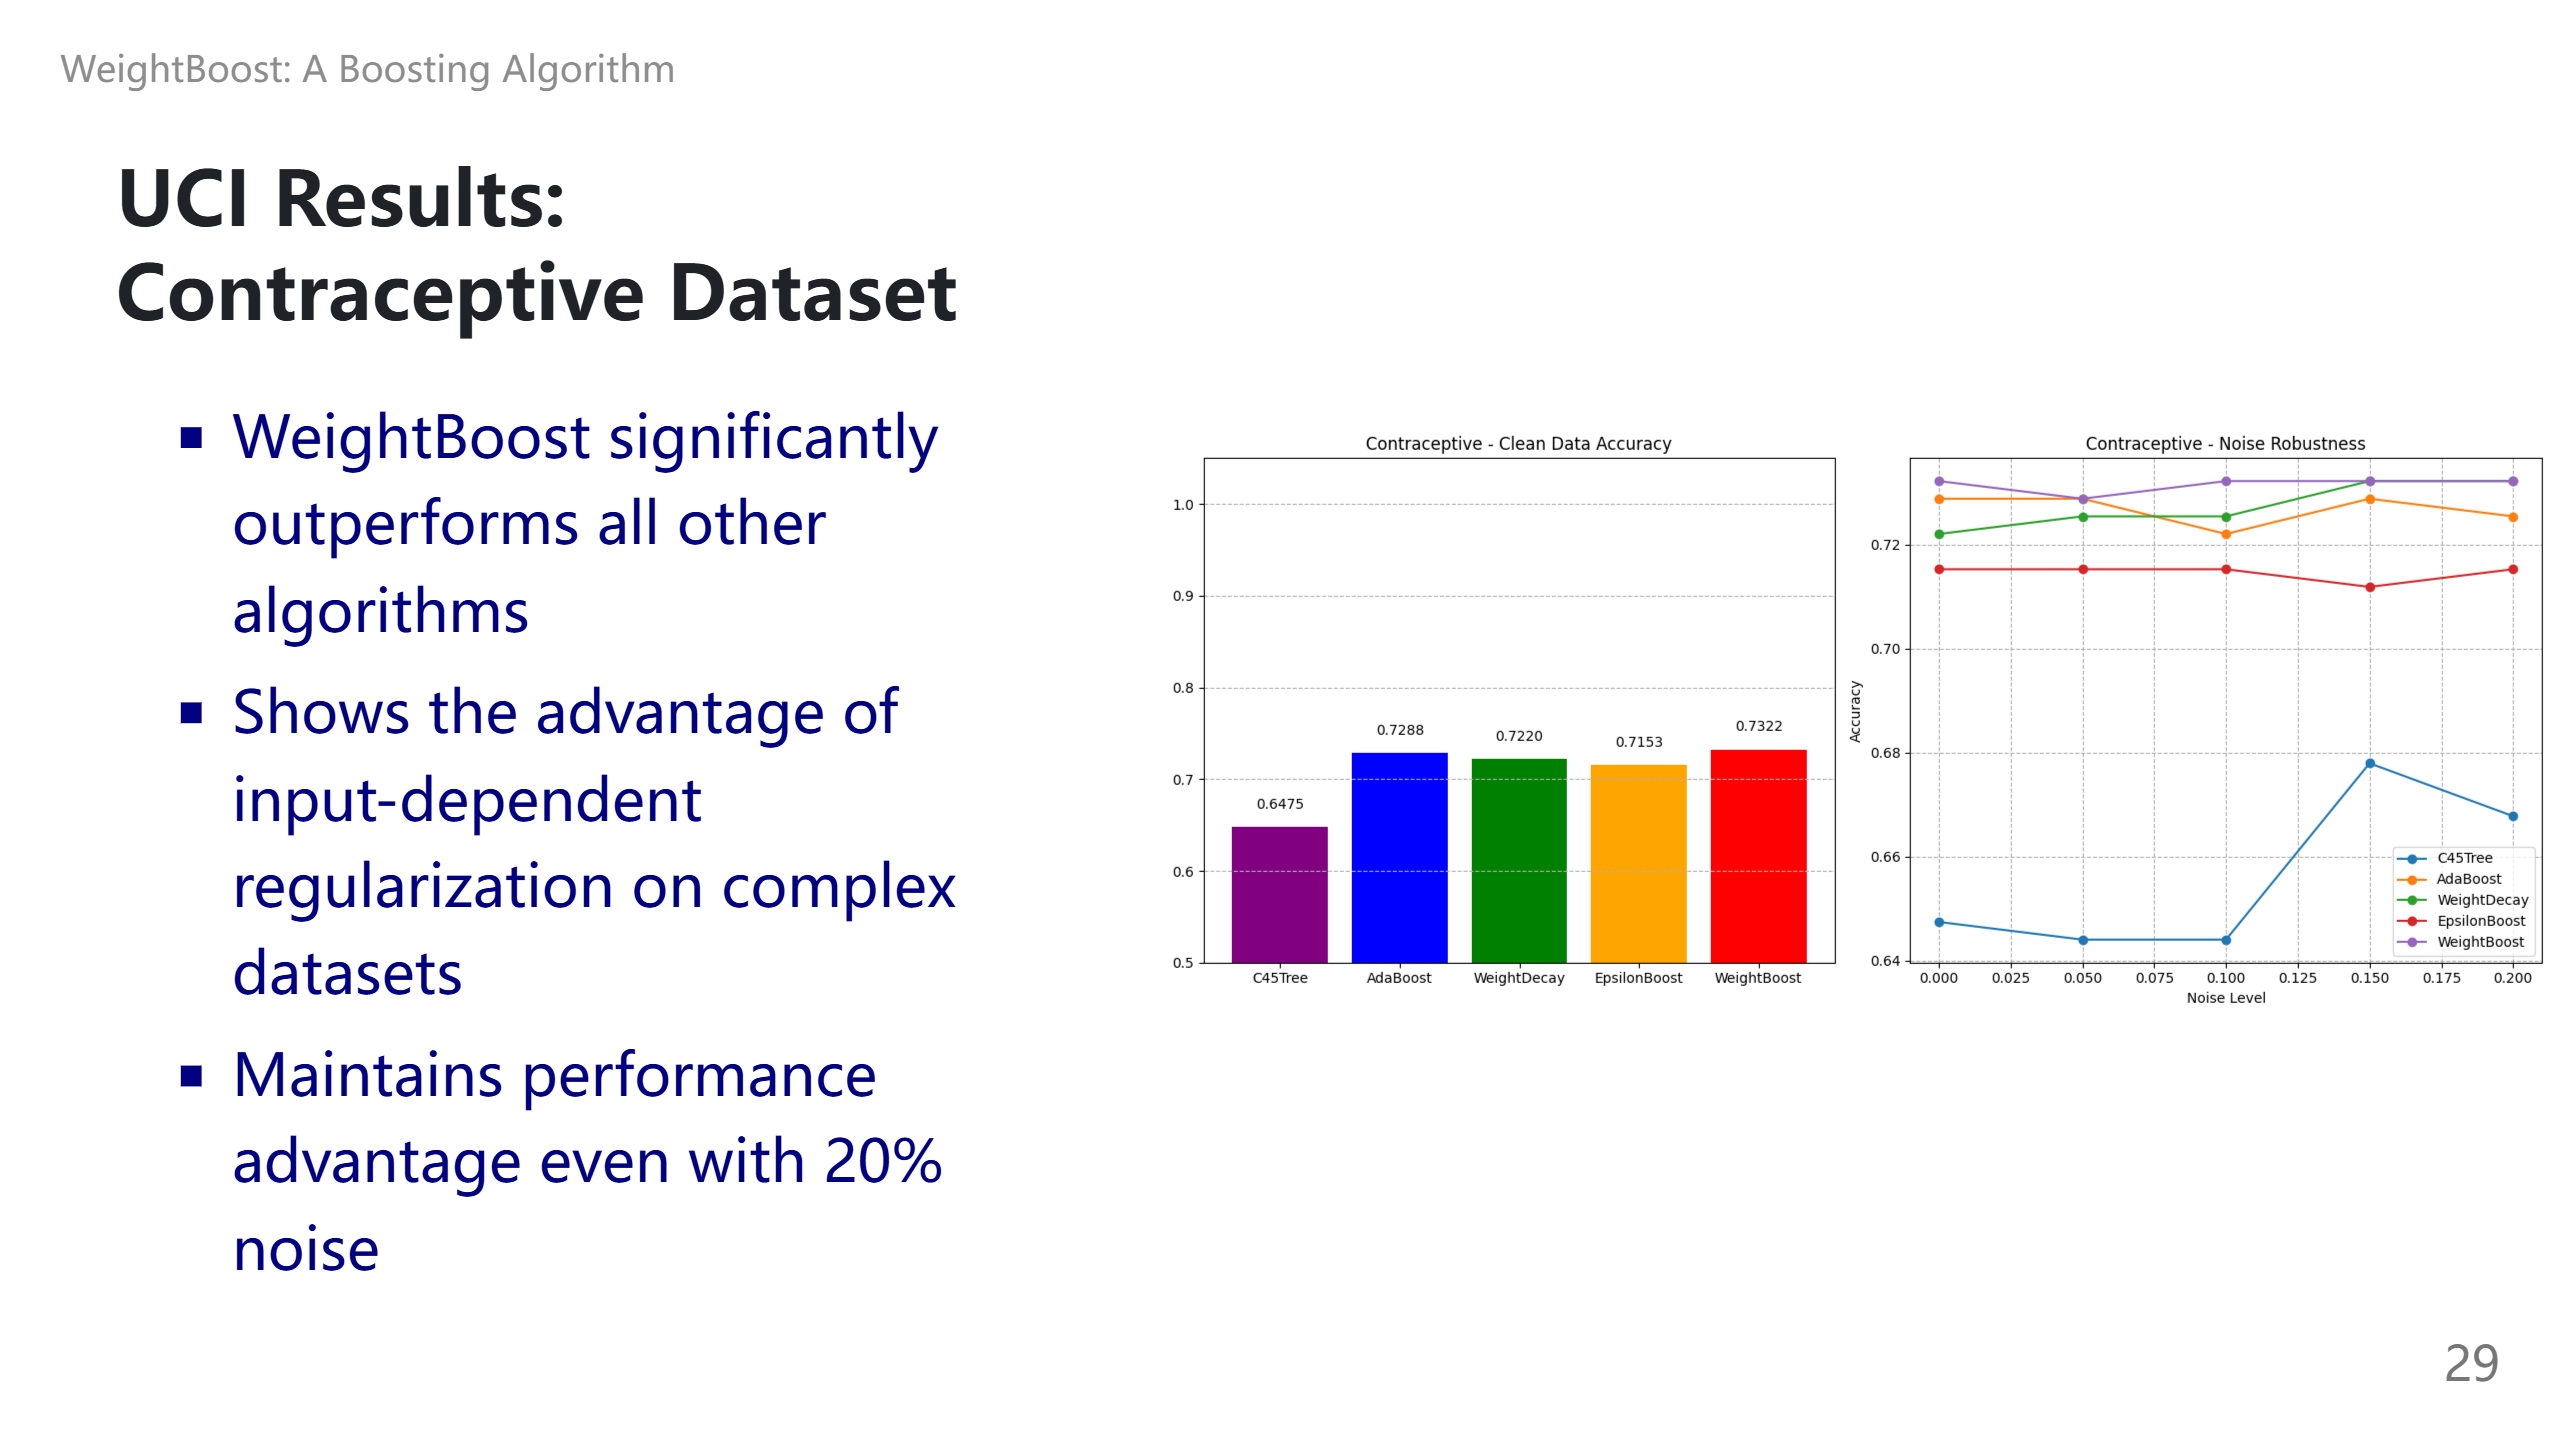 WeightBoost: A Boosting Algorithm
UCI Results:
Contraceptive Dataset
▪ WeightBoost significantly
outperforms all other
algorithms
▪ Shows the advantage of
input-dependent
regularization on complex
datasets
▪ Maintains performance
advantage even with 20%
noise
Contraceptive - Clean Data Accuracy
1.0
0.9
0.8
0.7
0.6
0.5
0.6475
0.7288
0.7220
0.7153
0.7322
C45Tree AdaBoost WeightDecay EpsilonBoost WeightBoost
Contraceptive - Noise Robustness
Accuracy
0.72
0.70
0.68
0.66
0.64
C45Tree
AdaBoost
WeightDecay
EpsilonBoost
WeightBoost
0.000 0.025 0.050 0.075 0.100 0.125 0.150 0.175 0.200
Noise Level
29